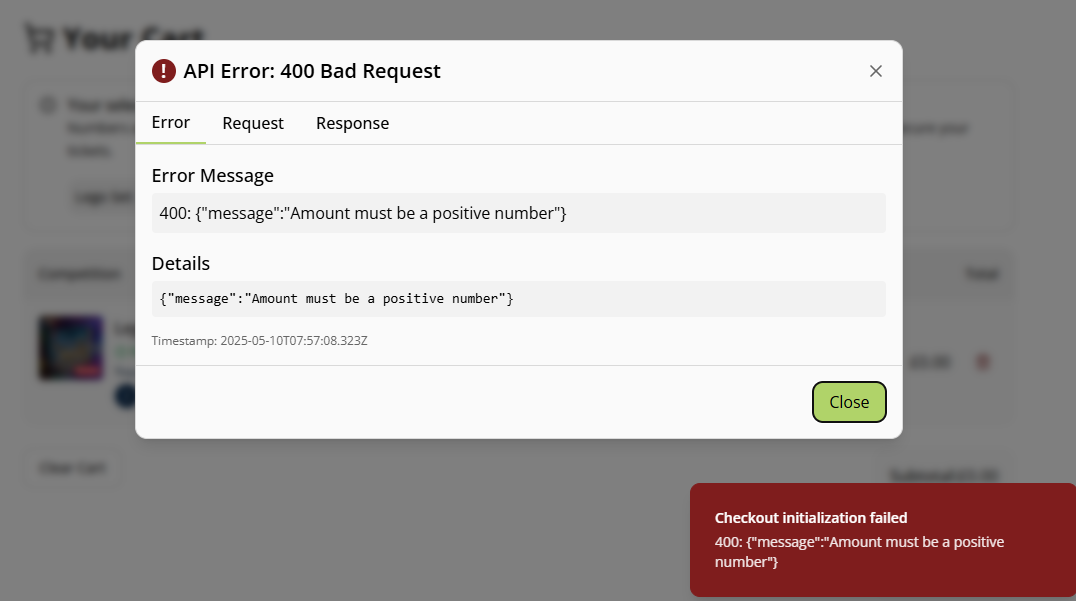 Your Cart
API Error: 400 Bad Request
Error
Request
Response
Error Message
400: {"message":"Amount must be a positive number"}
Details
{"message":"Amount must be a positive number"}
Timestamp: 2025-05-10T07:57:08.323Z
Close
Competition
Total
Clear Cart
Checkout initialization failed
400: {"message":"Amount must be a positive
number"}